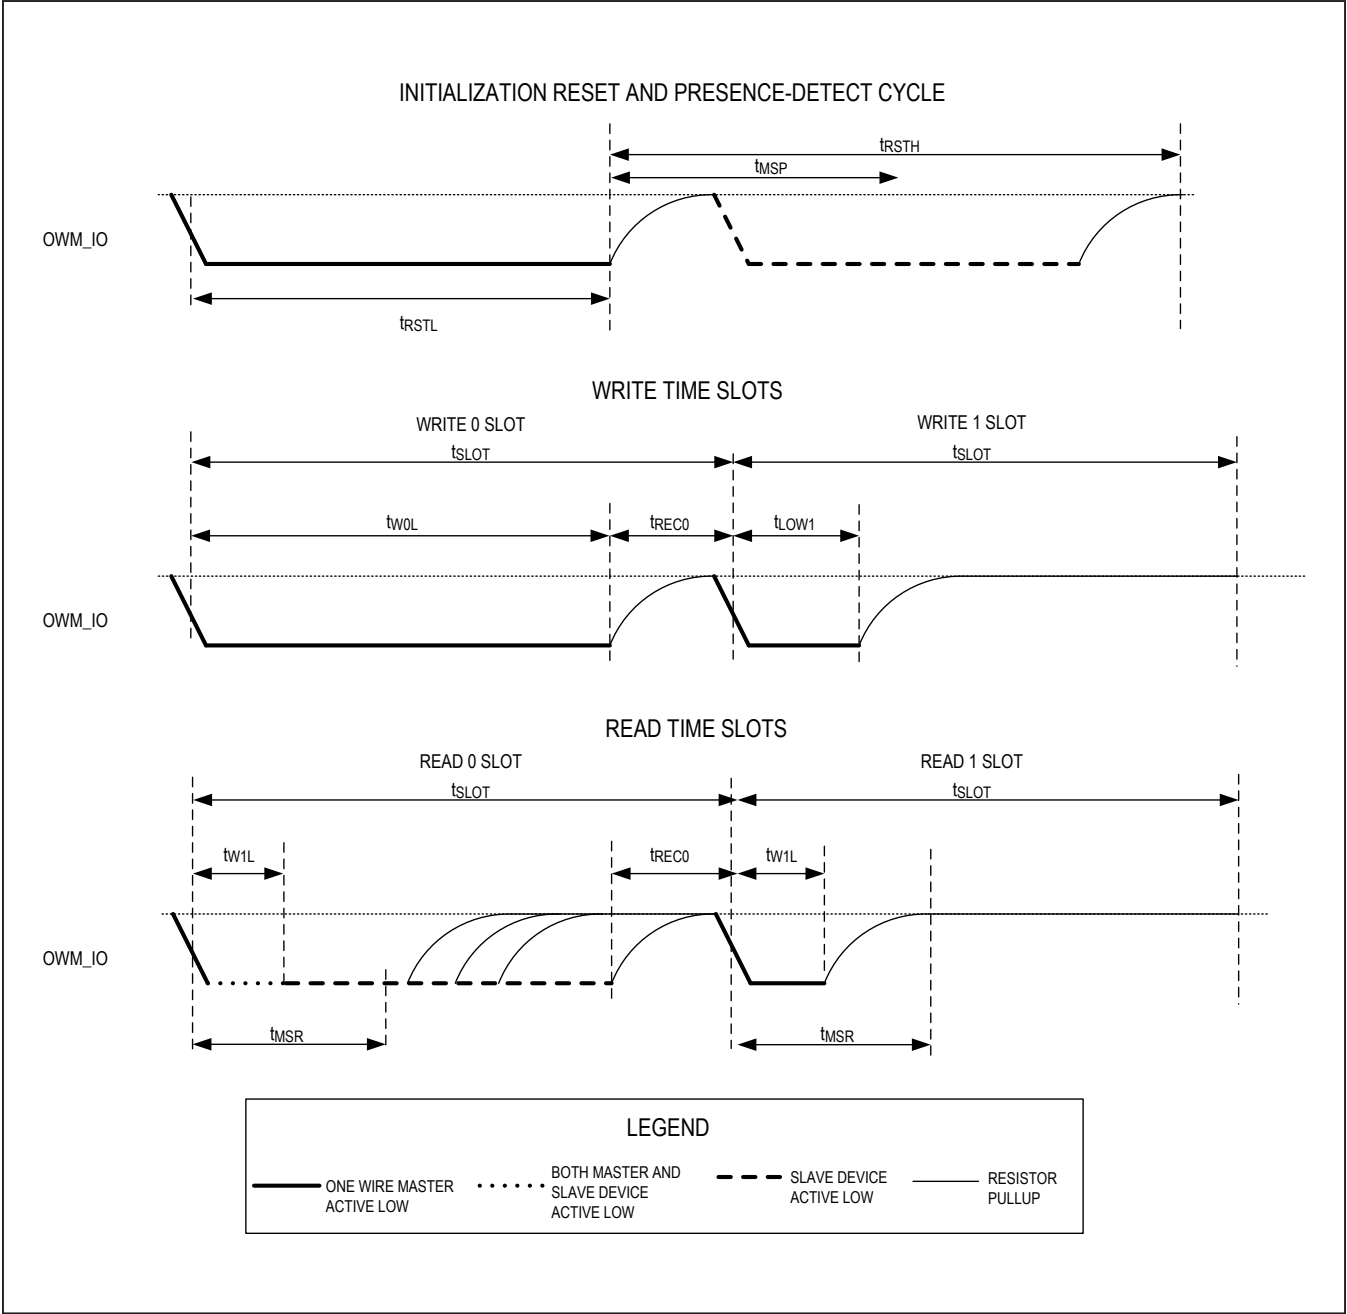 INITIALIZATION RESET AND PRESENCE-DETECT CYCLE
tRSTH
tMSP
OWM_IO
tRSTL
WRITE TIME SLOTS
WRITE 0 SLOT
WRITE 1 SLOT
tSLOT
tSLOT
tW0L
tREC0
tLOW1
OWM_IO
READ TIME SLOTS
READ 0 SLOT
READ 1 SLOT
tSLOT
tSLOT
tW1L
tREC0
tW1L
OWM_IO
tMSR
tMSR
LEGEND
ONE WIRE MASTER
ACTIVE LOW
BOTH MASTER AND
SLAVE DEVICE
ACTIVE LOW
SLAVE DEVICE
ACTIVE LOW
RESISTOR
PULLUP